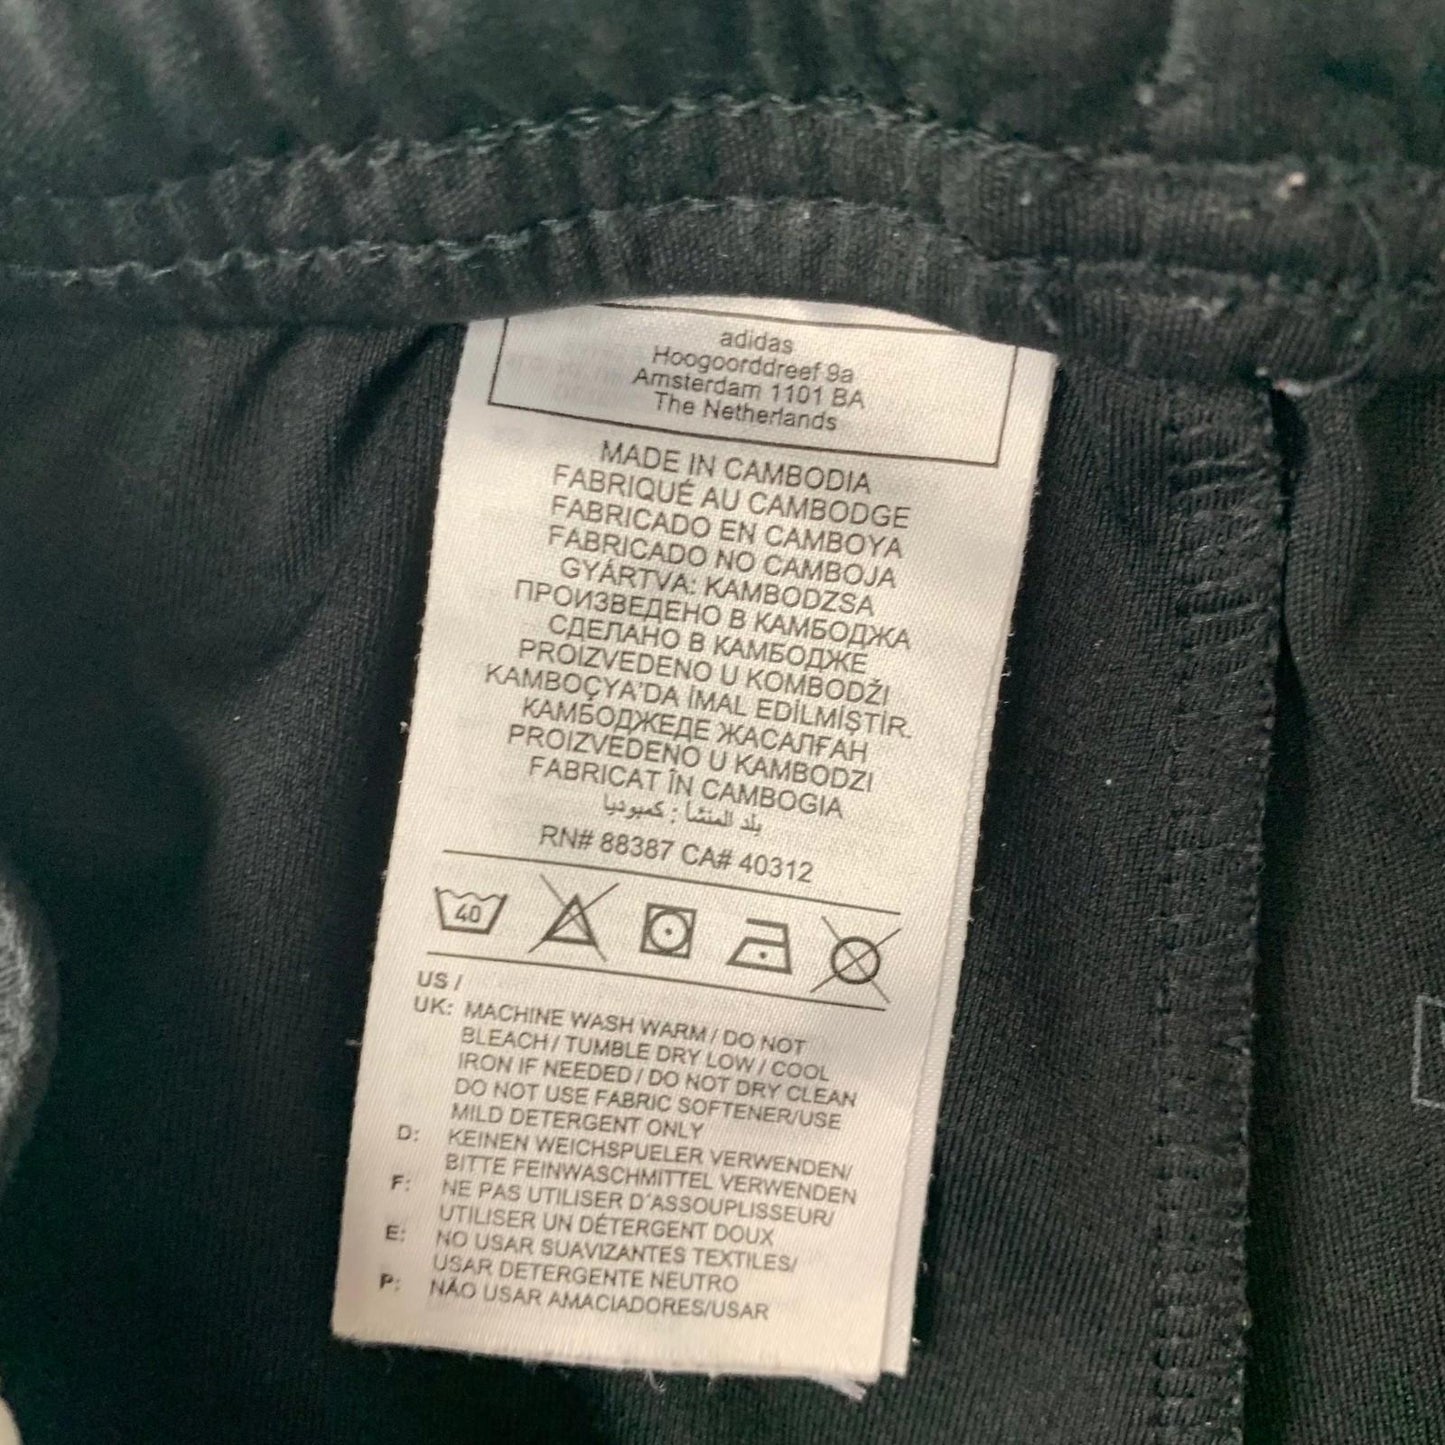 adidas
Hoogoorddreef 9a
Amsterdam 1101 BA
The Netherlands
MADE IN CAMBODIA
FABRIQUÉ AU CAMBODGE
FABRICADO EN CAMBOYA
FABRICADO NO CAMBOJA
GYÁRTVA: KAMBODZSA
ПРОИЗВЕДЕНО В КАМБОДЖА
СДЕЛАНО В КАМБОДЖЕ
PROIZVEDENO U KOMBODŽI
KAMBOÇYA'DA İMAL EDİLMİŞTİR.
КАМБОДЖЕДЕ ЖАСАЛҒАН
PROIZVEDENO U KAMBODZI
FABRICAT ÎN CAMBOGIA
بلد المنشأ : كمبوديا
RN# 88387 CA# 40312
40
US /
UK: MACHINE WASH WARM / DO NOT
BLEACH / TUMBLE DRY LOW / COOL
IRON IF NEEDED / DO NOT DRY CLEAN
DO NOT USE FABRIC SOFTENER/USE
MILD DETERGENT ONLY
D: KEINEN WEICHSPUELER VERWENDEN/
BITTE FEINWASCHMITTEL VERWENDEN
F: NE PAS UTILISER D´ASSOUPLISSEUR/
UTILISER UN DÉTERGENT DOUX
E: NO USAR SUAVIZANTES TEXTILES/
USAR DETERGENTE NEUTRO
P: NÃO USAR AMACIADORES/USAR